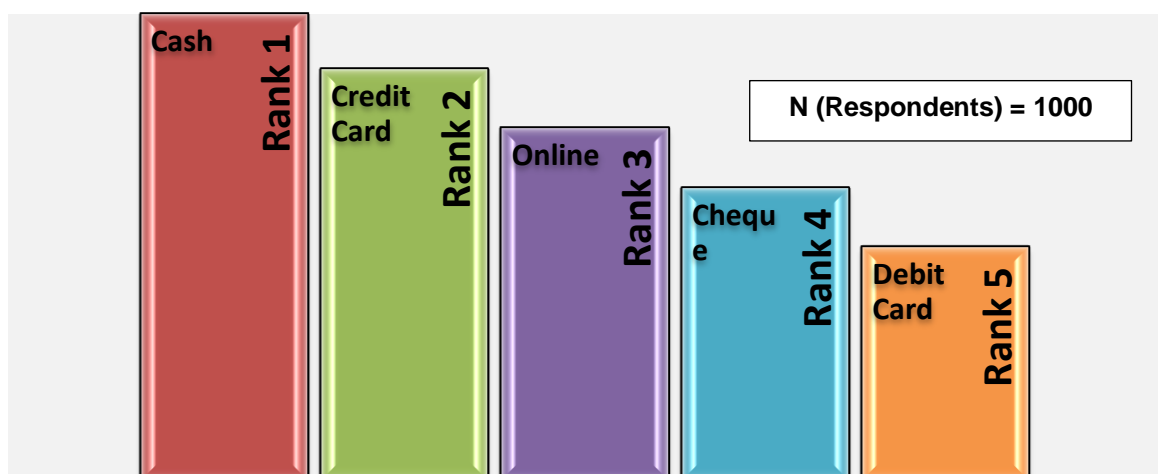 Cash
Rank 1
Credit
Card
Rank 2
Online
Rank 3
Chequ
e
Rank 4
Debit
Card
Rank 5
N (Respondents) = 1000